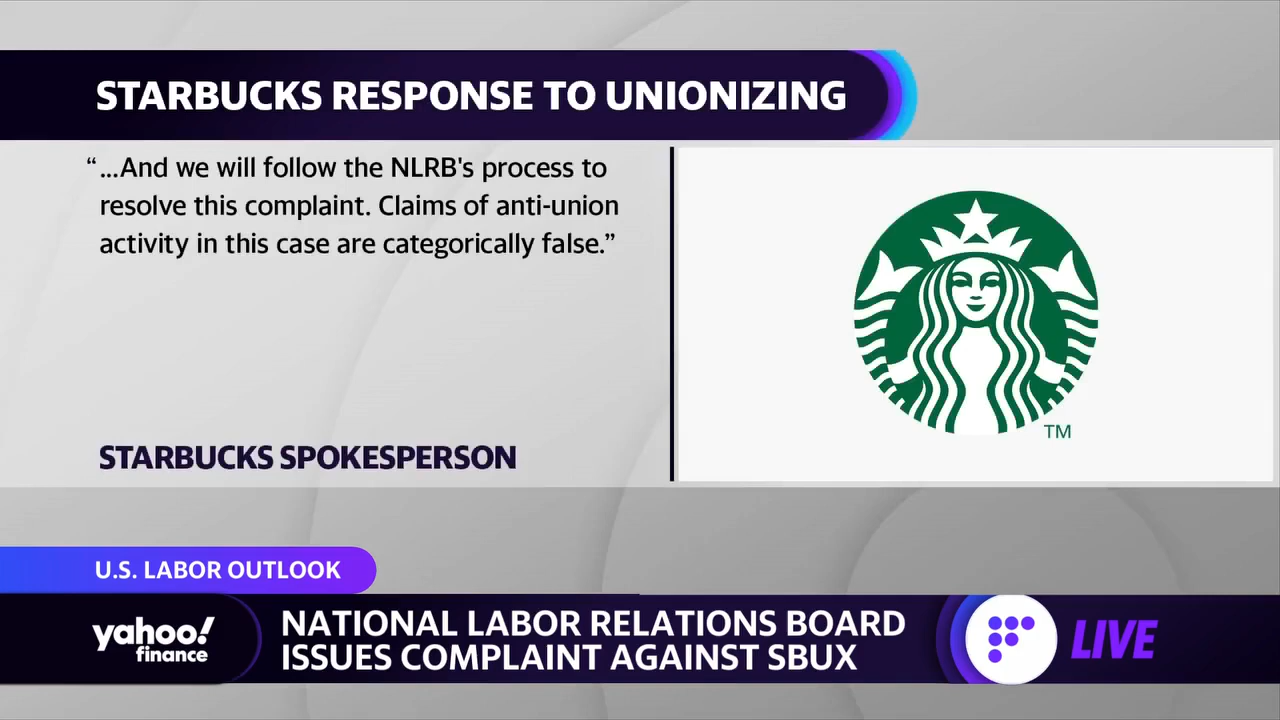 STARBUCKS RESPONSE TO UNIONIZING
“...And we will follow the NLRB's process to
resolve this complaint. Claims of anti-union
activity in this case are categorically false.”
TM
STARBUCKS SPOKESPERSON
U.S. LABOR OUTLOOK
yahoo!
finance
NATIONAL LABOR RELATIONS BOARD
ISSUES COMPLAINT AGAINST SBUX
LIVE